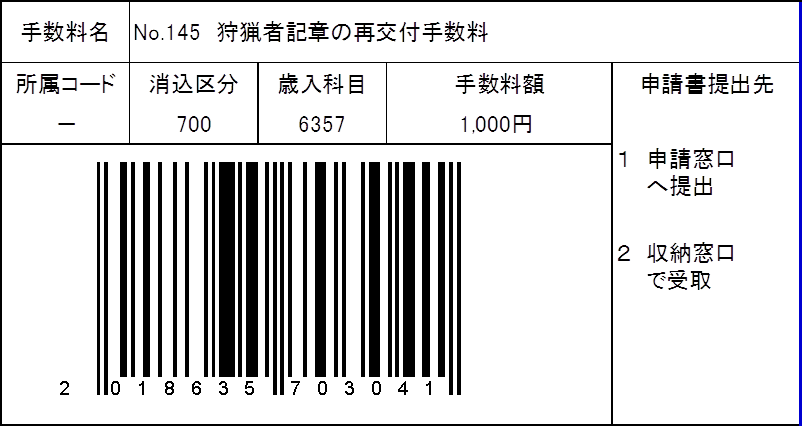 手数料名 No.145 狩猟者記章の再交付手数料
所属コード 消込区分 歳入科目 手数料額 申請書提出先
－ 700 6357 1,000円
1 申請窓口
へ提出
2 収納窓口
で受取
2 018635 703041